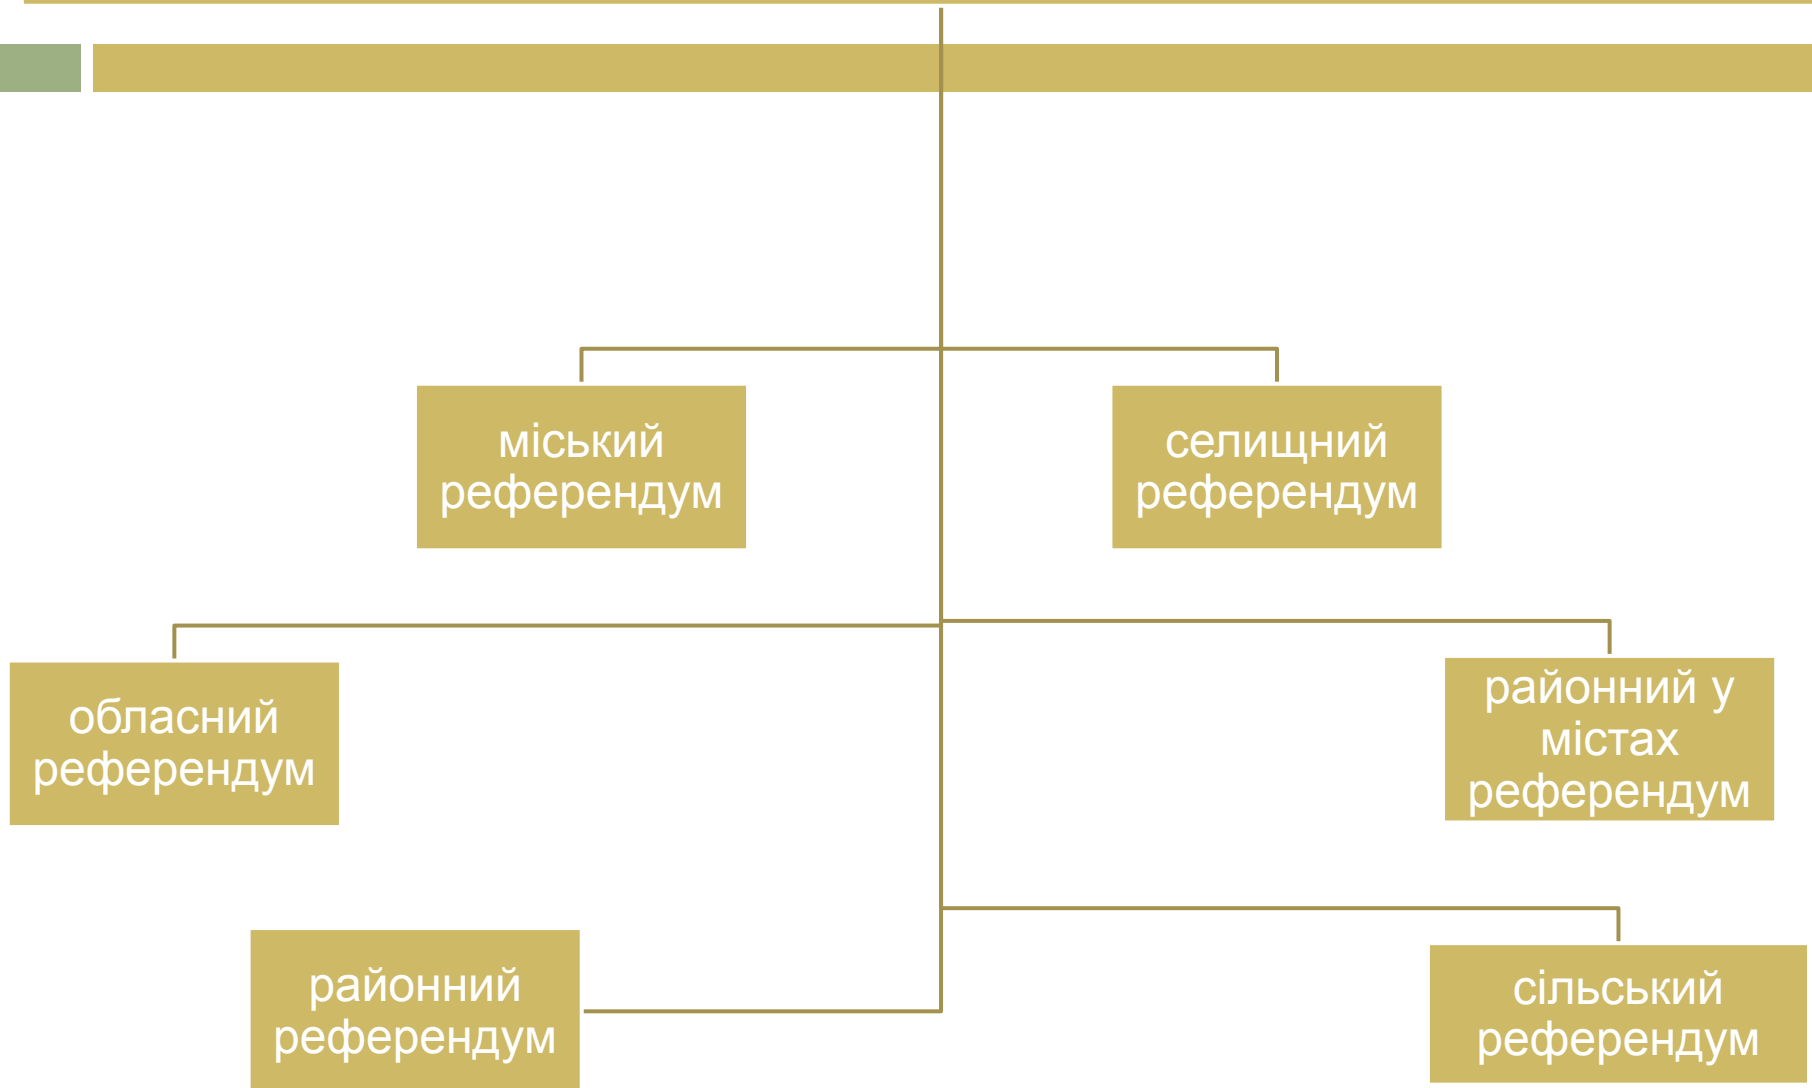 міський
референдум
селищний
референдум
обласний
референдум
районний у
містах
референдум
районний
референдум
сільський
референдум